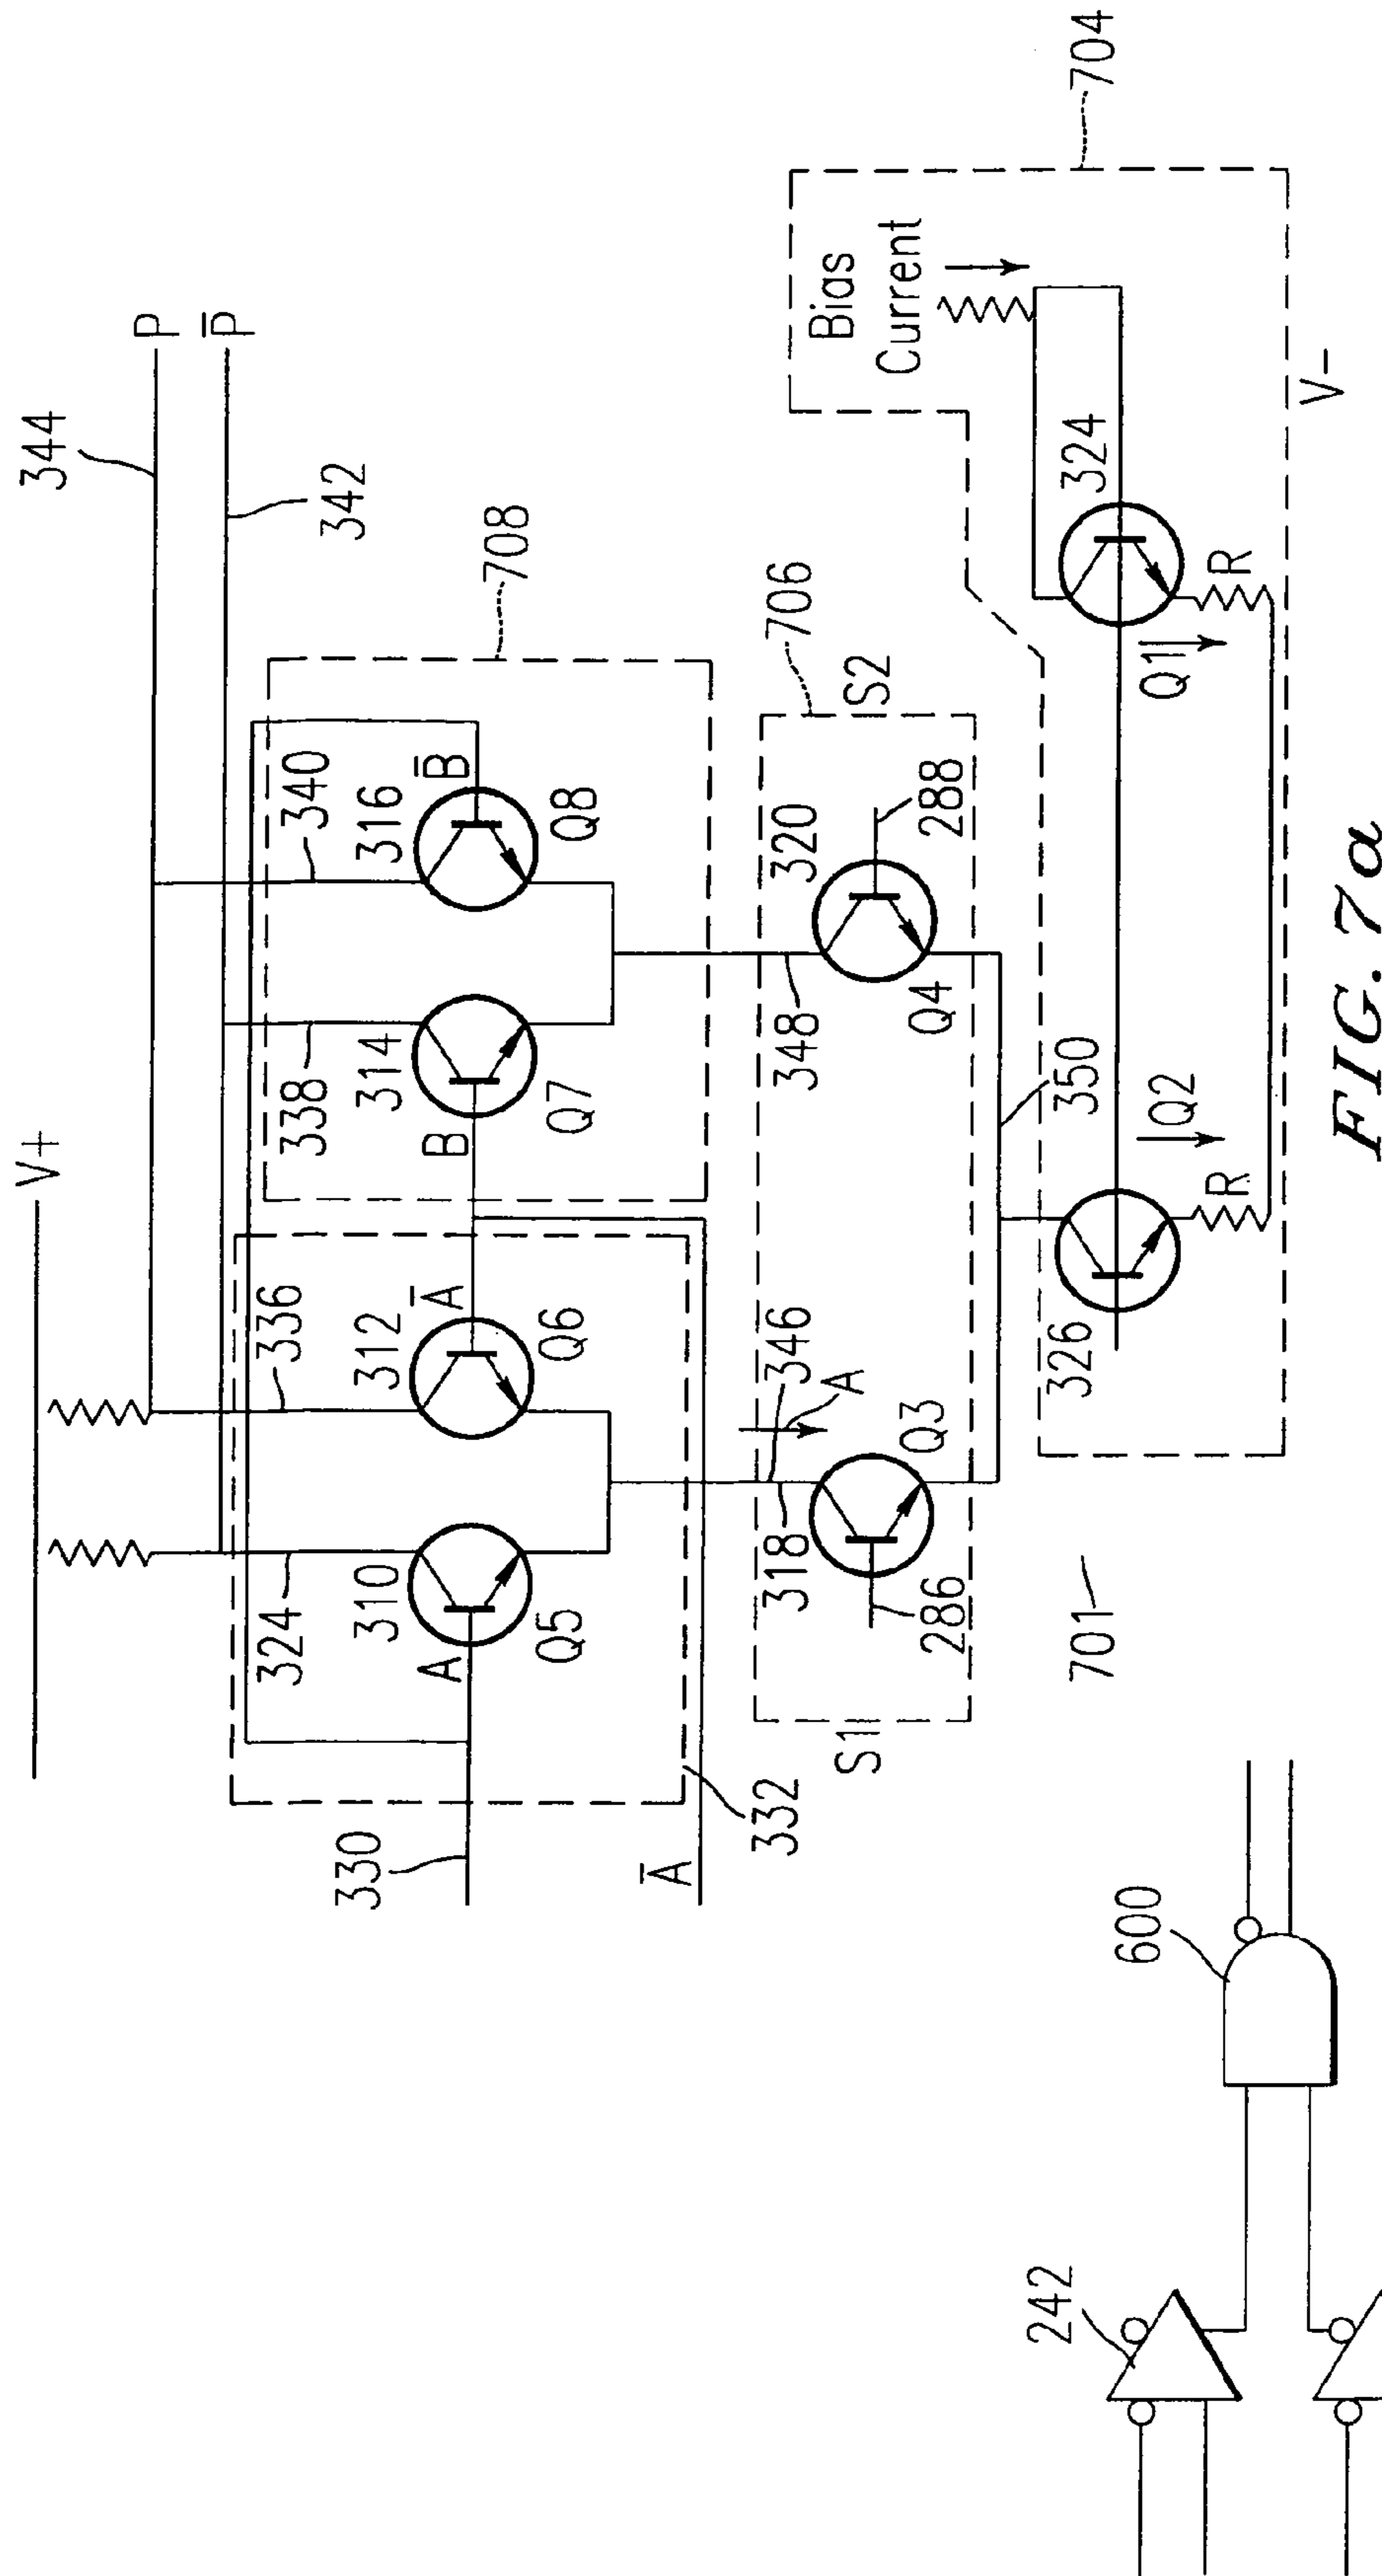 V+
344
P
P̅
342
324
336
338
340
708
310
312
314
316
A
A̅
B
B̅
Q5
Q6
Q7
Q8
330
A̅
332
346
A
348
706
318
320
S1
S2
286
Q3
Q4
288
350
704
Bias
Current
326
324
Q2
Q1
R
R
V-
701
242
600
FIG. 7a